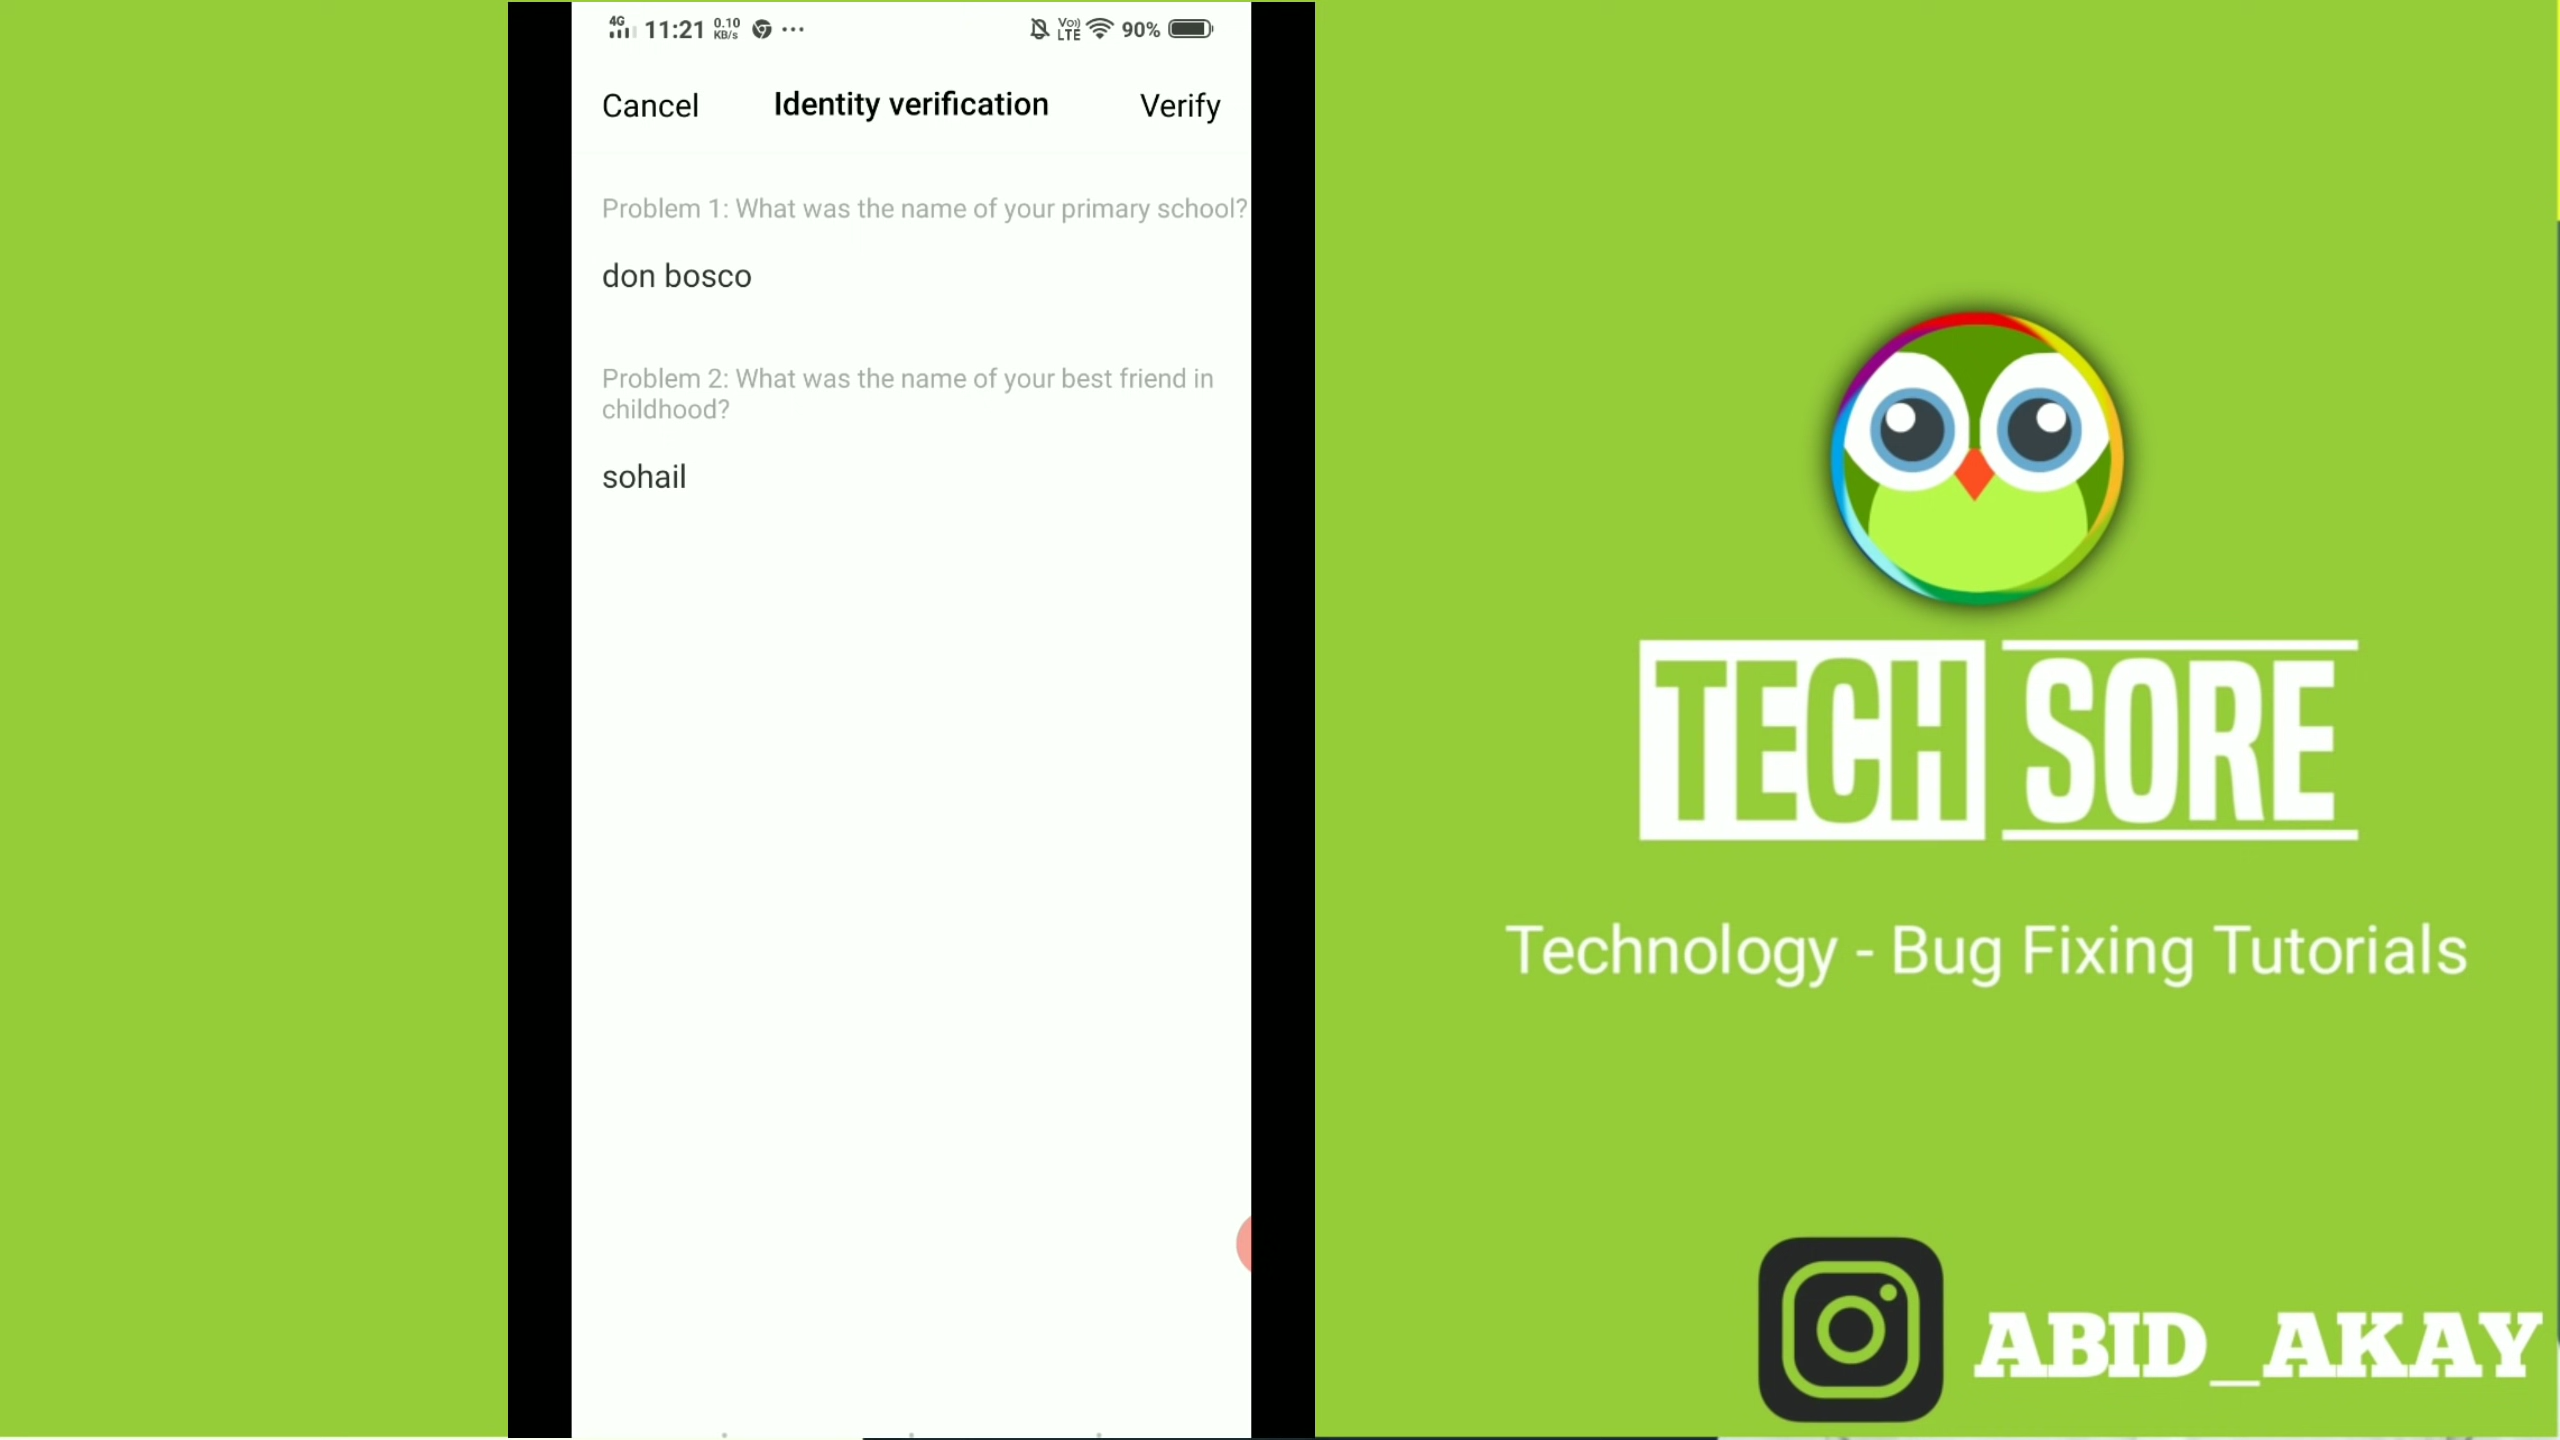 4G 11:21 0.10 KB/s ... Vo) LTE 90%
Cancel Identity verification Verify
Problem 1: What was the name of your primary school?
don bosco
Problem 2: What was the name of your best friend in
childhood?
sohail
TECH SORE
Technology - Bug Fixing Tutorials
ABID_AKAY